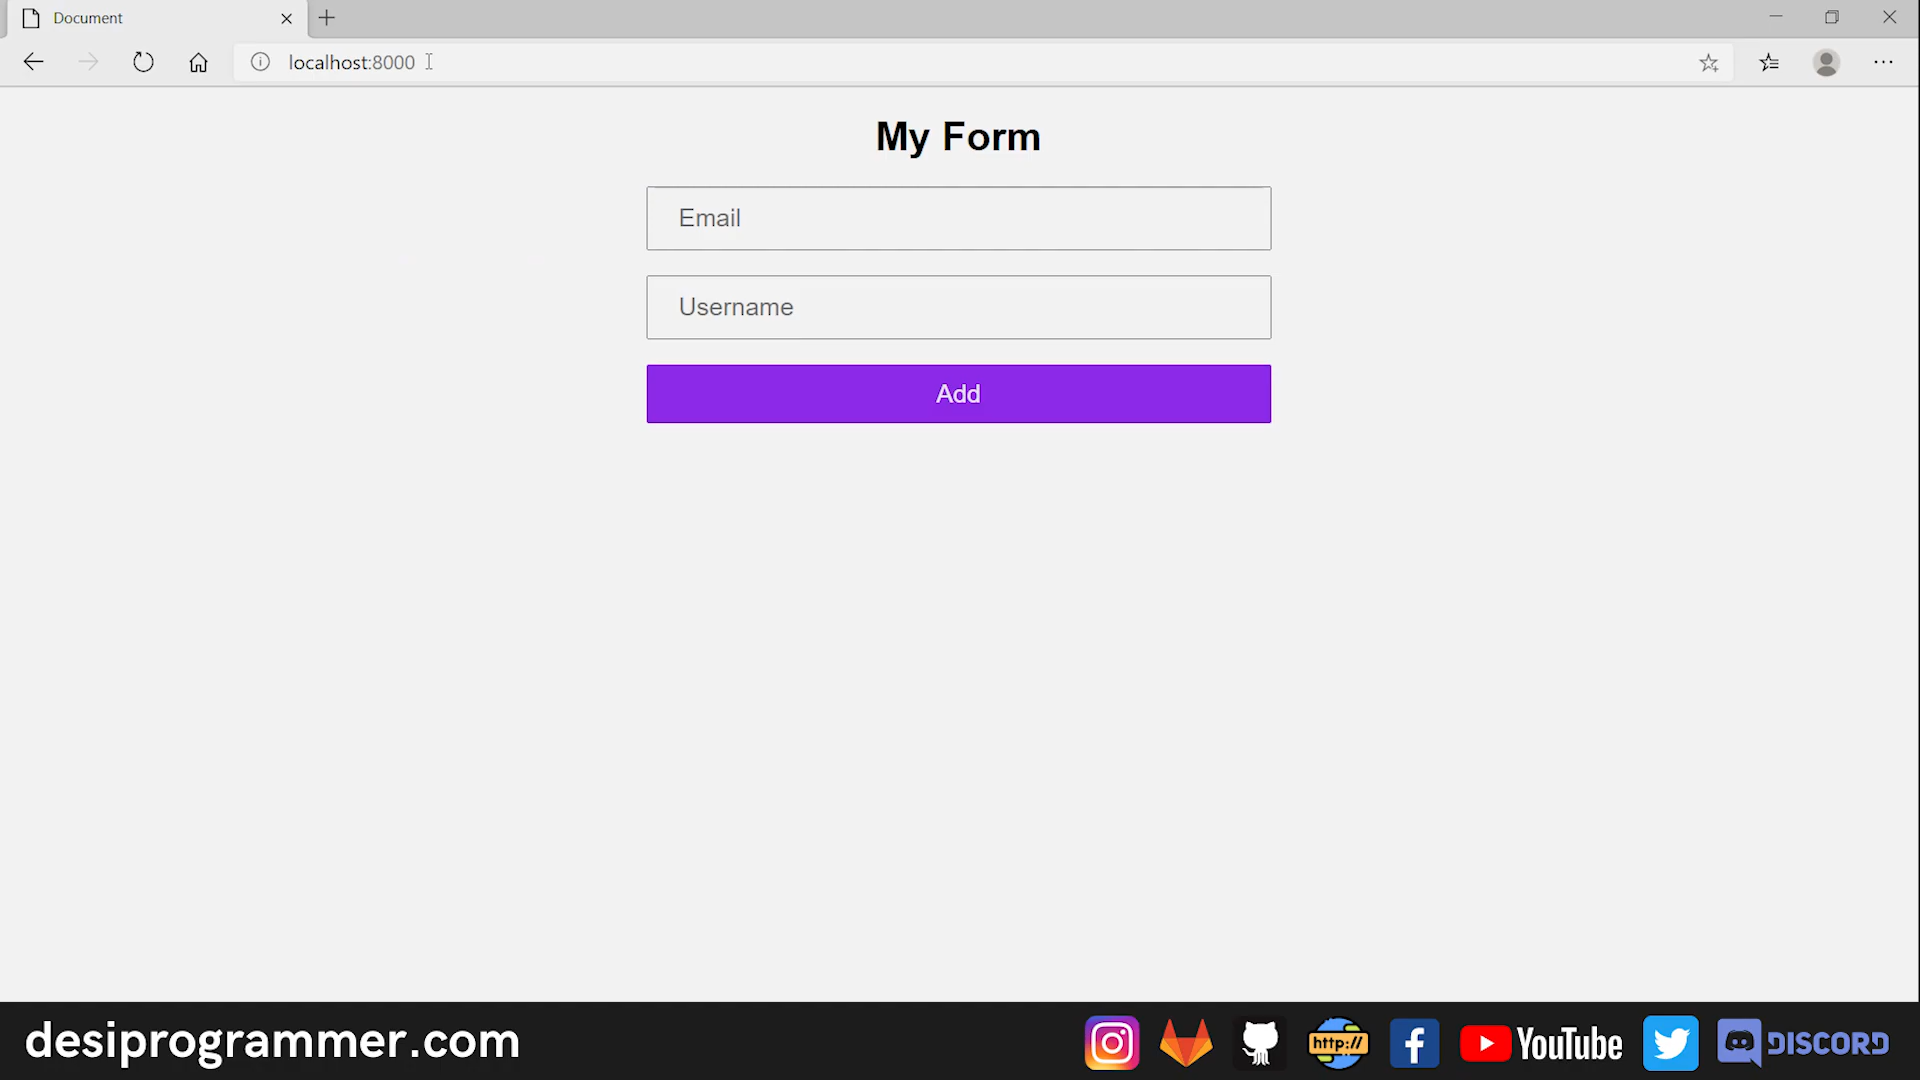 Document
localhost:8000
My Form
Email
Username
Add
desiprogrammer.com
http://
YouTube
DISCORD